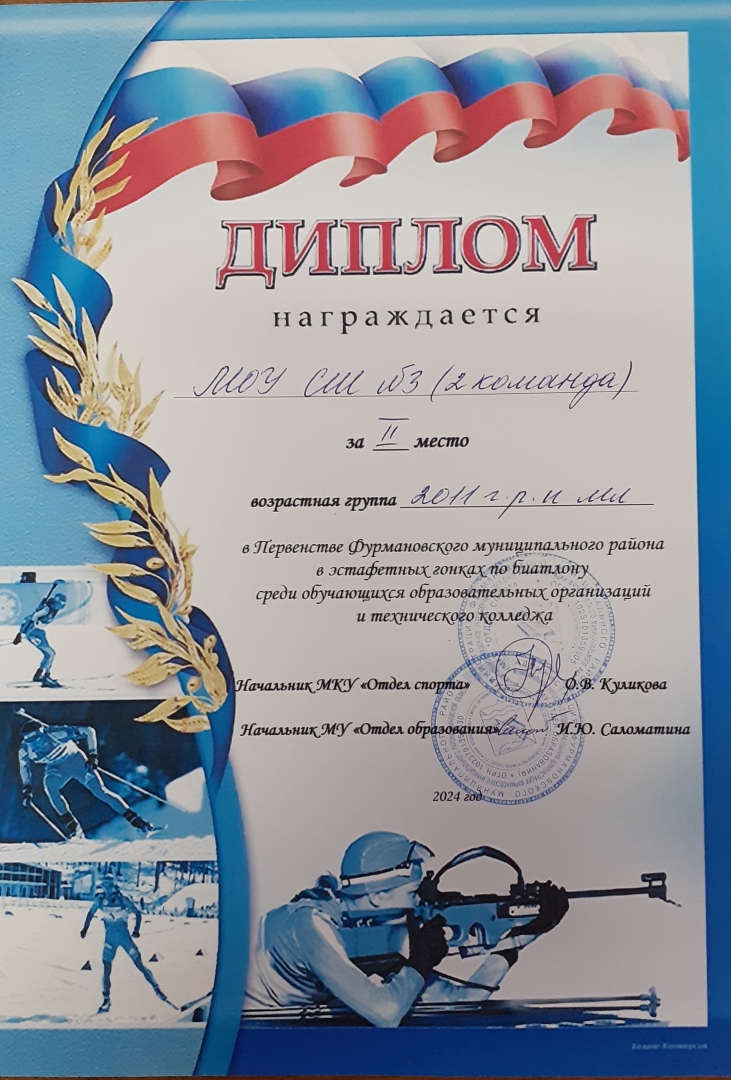 ДИПЛОМ
награждается
МОУ СШ №3 (2 команда)
за II место
возрастная группа 2011 г.р. и мл
в Первенстве Фурмановского муниципального района
в эстафетных гонках по биатлону
среди обучающихся образовательных организаций
и технического колледжа
Начальник МКУ «Отдел спорта» О.В. Куликова
Начальник МУ «Отдел образования» И.Ю. Саломатина
2024 год